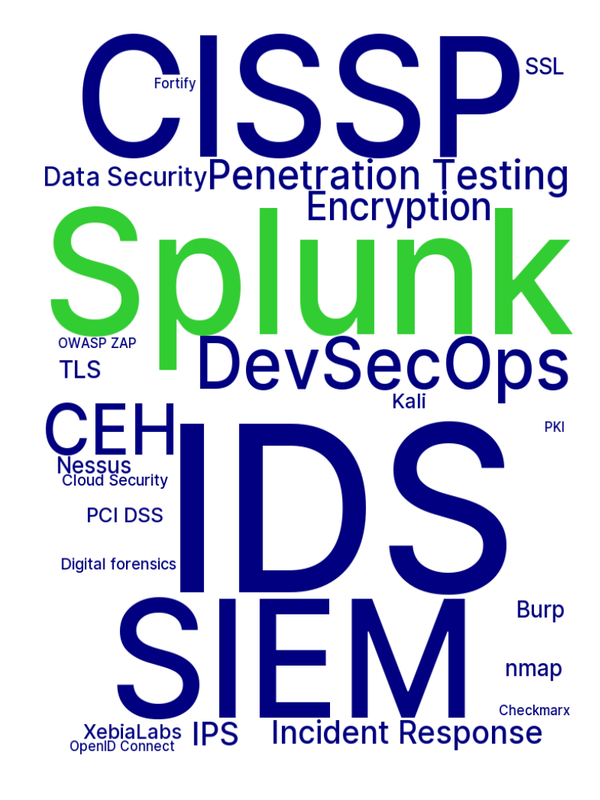 CISSP
SSL
Fortify
Data Security
Penetration Testing
Encryption
Splunk
OWASP ZAP
DevSecOps
TLS
Kali
CEH
PKI
IDS
Nessus
Cloud Security
PCI DSS
Digital forensics
SIEM
Burp
nmap
Checkmarx
XebiaLabs
IPS
Incident Response
OpenID Connect